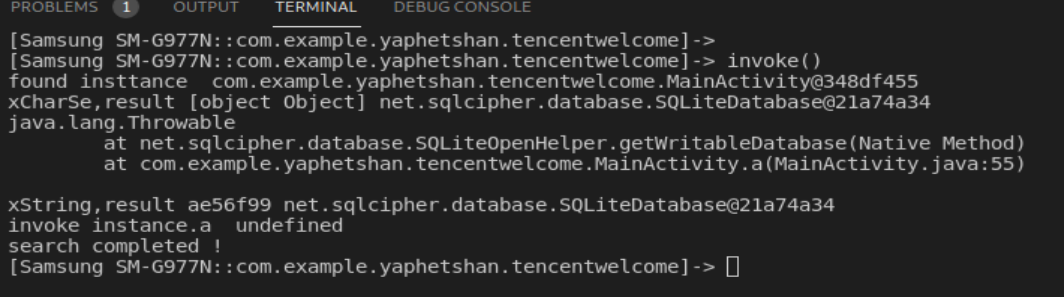 PROBLEMS 1 OUTPUT TERMINAL DEBUG CONSOLE
[Samsung SM-G977N::com.example.yaphetshan.tencentwelcome]->
[Samsung SM-G977N::com.example.yaphetshan.tencentwelcome]-> invoke()
found insttance  com.example.yaphetshan.tencentwelcome.MainActivity@348df455
xCharSe,result [object Object] net.sqlcipher.database.SQLiteDatabase@21a74a34
java.lang.Throwable
        at net.sqlcipher.database.SQLiteOpenHelper.getWritableDatabase(Native Method)
        at com.example.yaphetshan.tencentwelcome.MainActivity.a(MainActivity.java:55)
xString,result ae56f99 net.sqlcipher.database.SQLiteDatabase@21a74a34
invoke instance.a  undefined
search completed !
[Samsung SM-G977N::com.example.yaphetshan.tencentwelcome]->